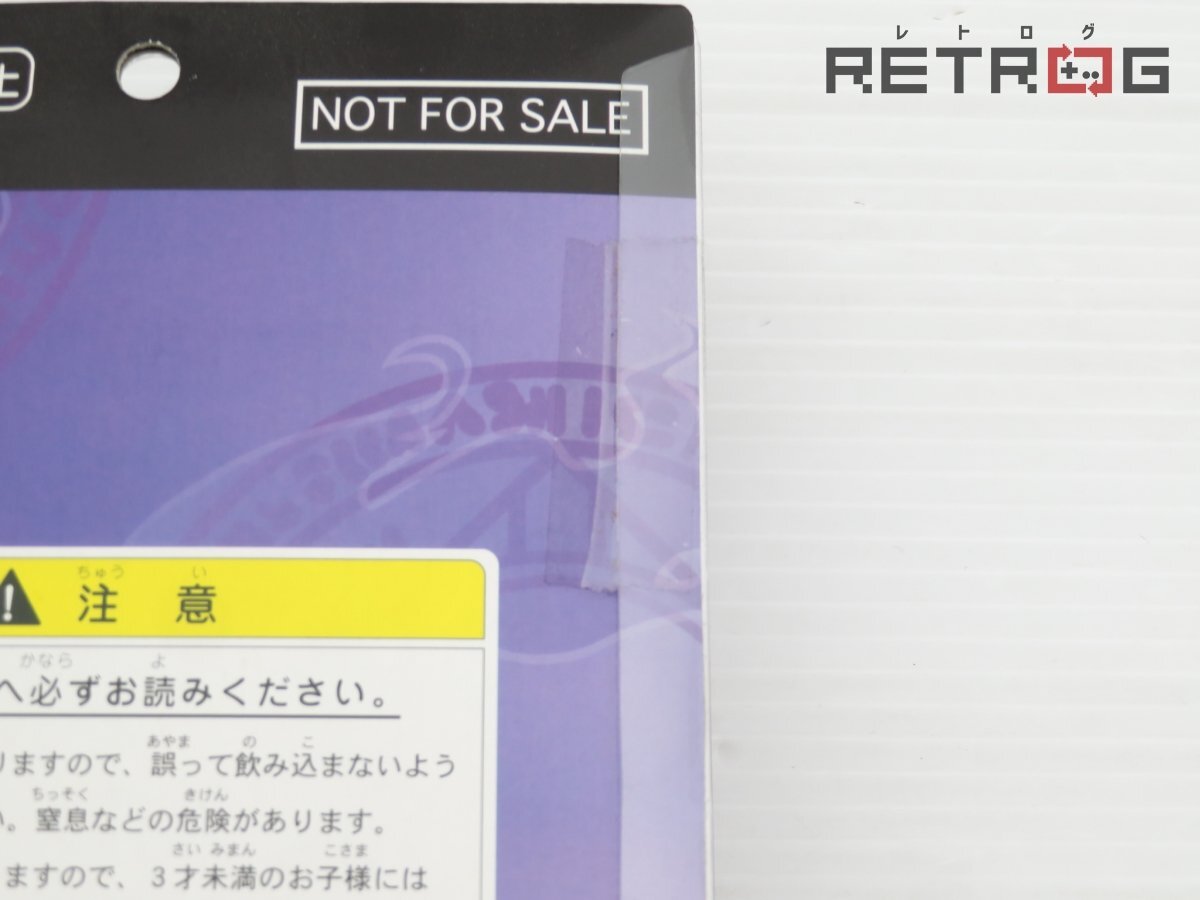 レトログ
RETROG
止
NOT FOR SALE
ちゅう い
注 意
かなら よ
へ必ずお読みください。
あやま の こ
りますので、誤って飲み込まないよう
ちっそく きけん
い。窒息などの危険があります。
さい みまん こさま
ますので、3才未満のお子様には